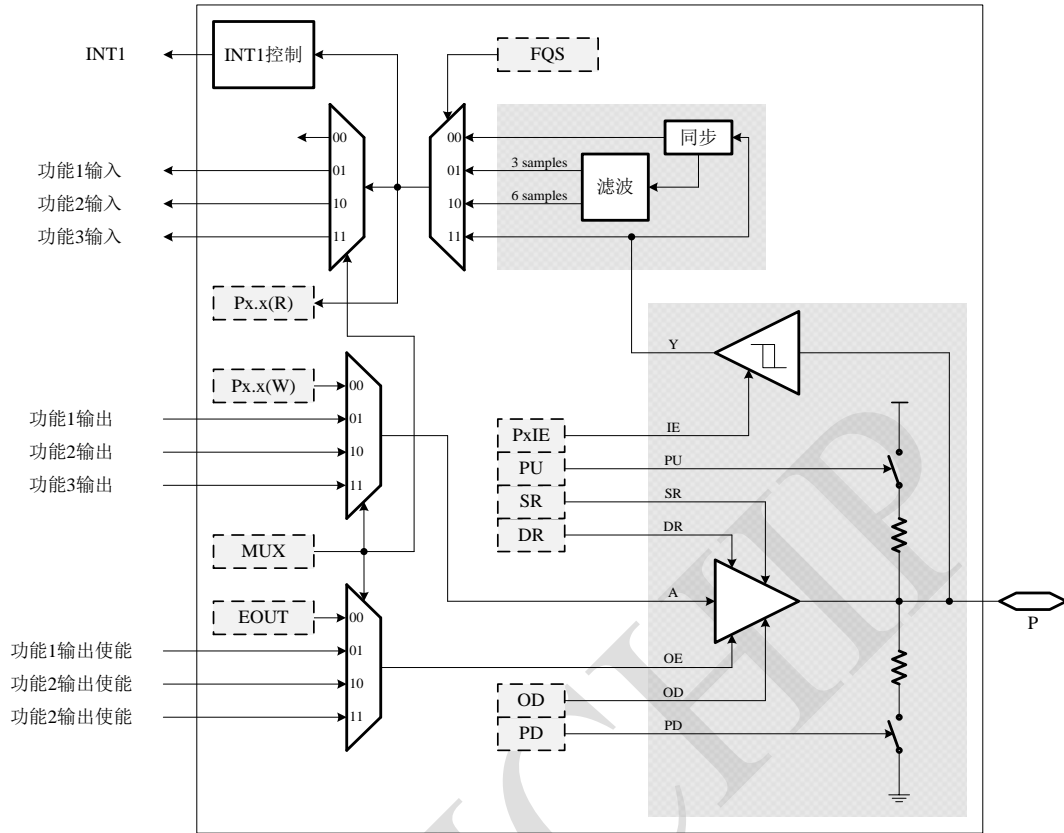 INT1
INT1控制
FQS
00
01
10
11
00
01
10
11
3 samples
6 samples
同步
滤波
功能1输入
功能2输入
功能3输入
Px.x(R)
Y
Px.x(W)
00
01
10
11
功能1输出
功能2输出
功能3输出
PxIE
IE
PU
PU
SR
SR
DR
DR
MUX
A
P
EOUT
00
01
10
11
功能1输出使能
功能2输出使能
功能2输出使能
OE
OD
OD
PD
PD